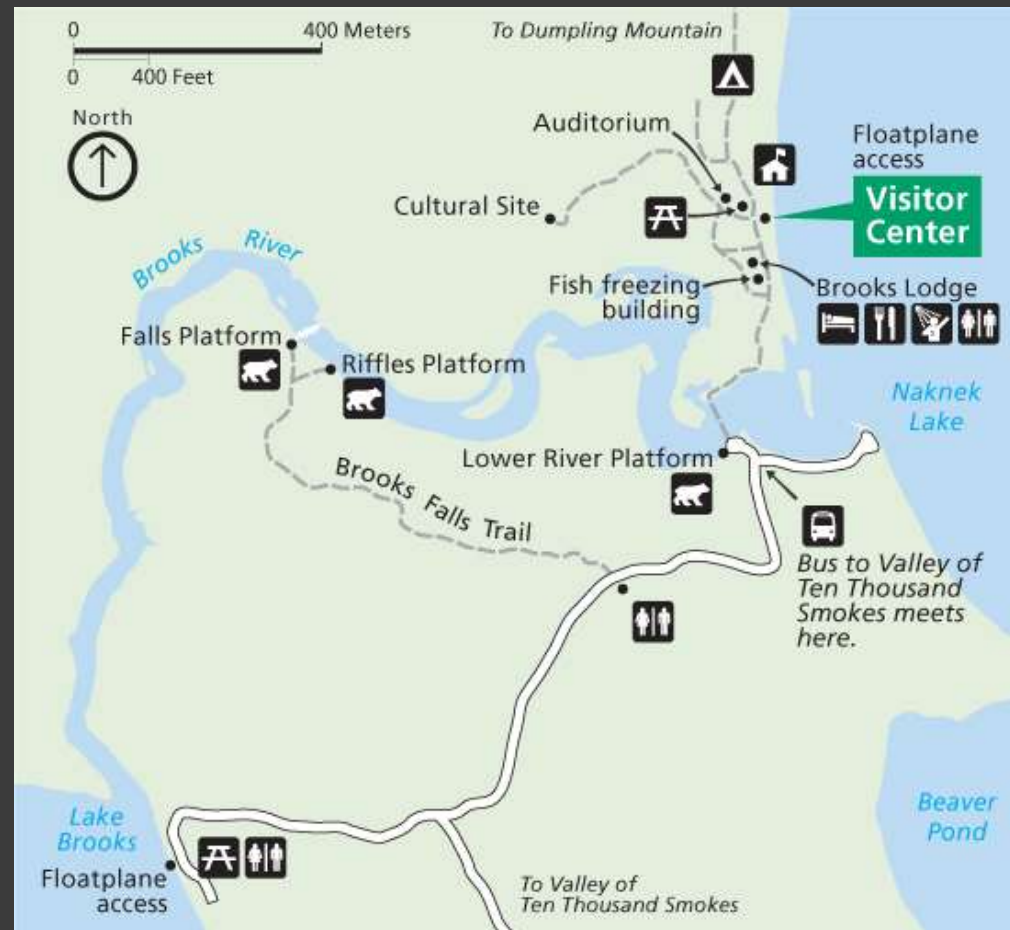 0 400 Meters
0 400 Feet
North
To Dumpling Mountain
Auditorium
Floatplane
access
Visitor
Center
Cultural Site
Brooks River
Fish freezing
building
Brooks Lodge
Falls Platform
Riffles Platform
Naknek
Lake
Lower River Platform
Brooks Falls Trail
Bus to Valley of
Ten Thousand
Smokes meets
here.
Lake
Brooks
Beaver
Pond
Floatplane
access
To Valley of
Ten Thousand Smokes